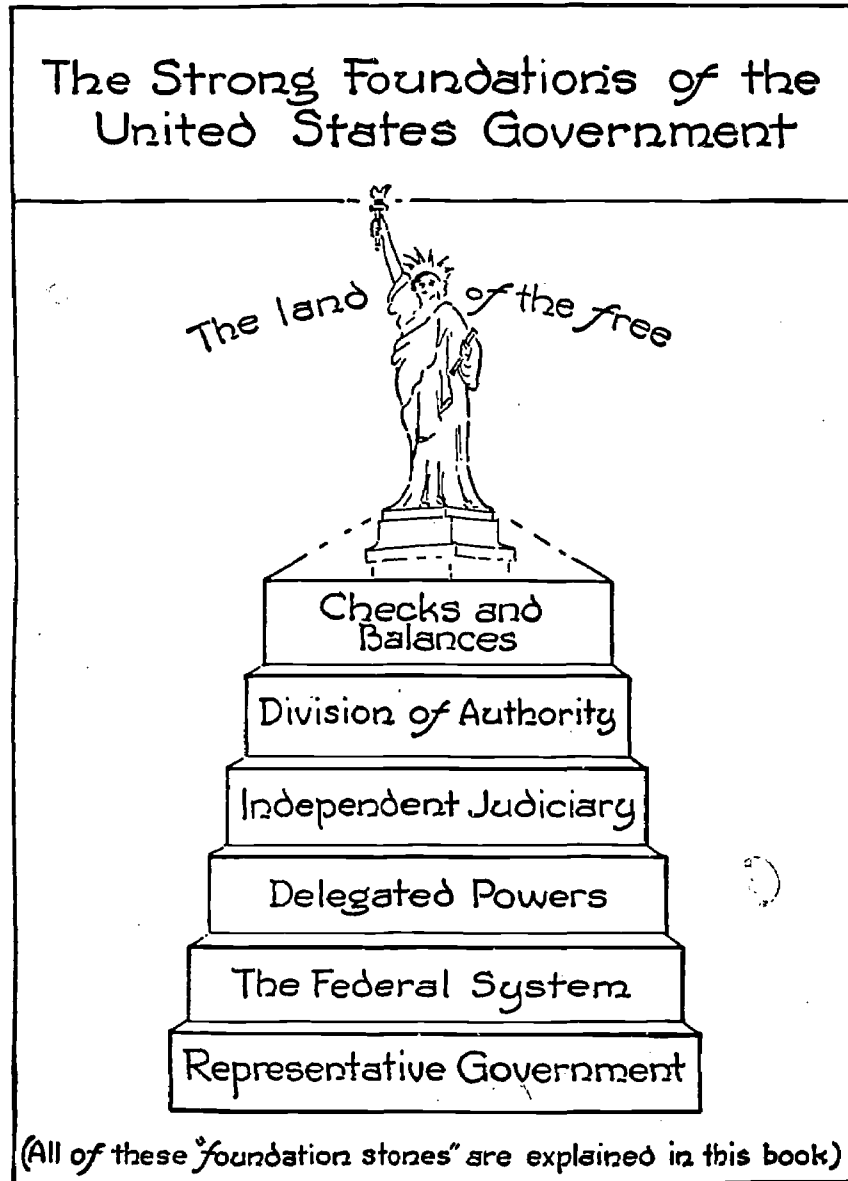 The Strong Foundations of the
United States Government
The land of the free
Checks and
Balances
Division of Authority
Independent Judiciary
Delegated Powers
The Federal System
Representative Government
(All of these "foundation stones" are explained in this book)